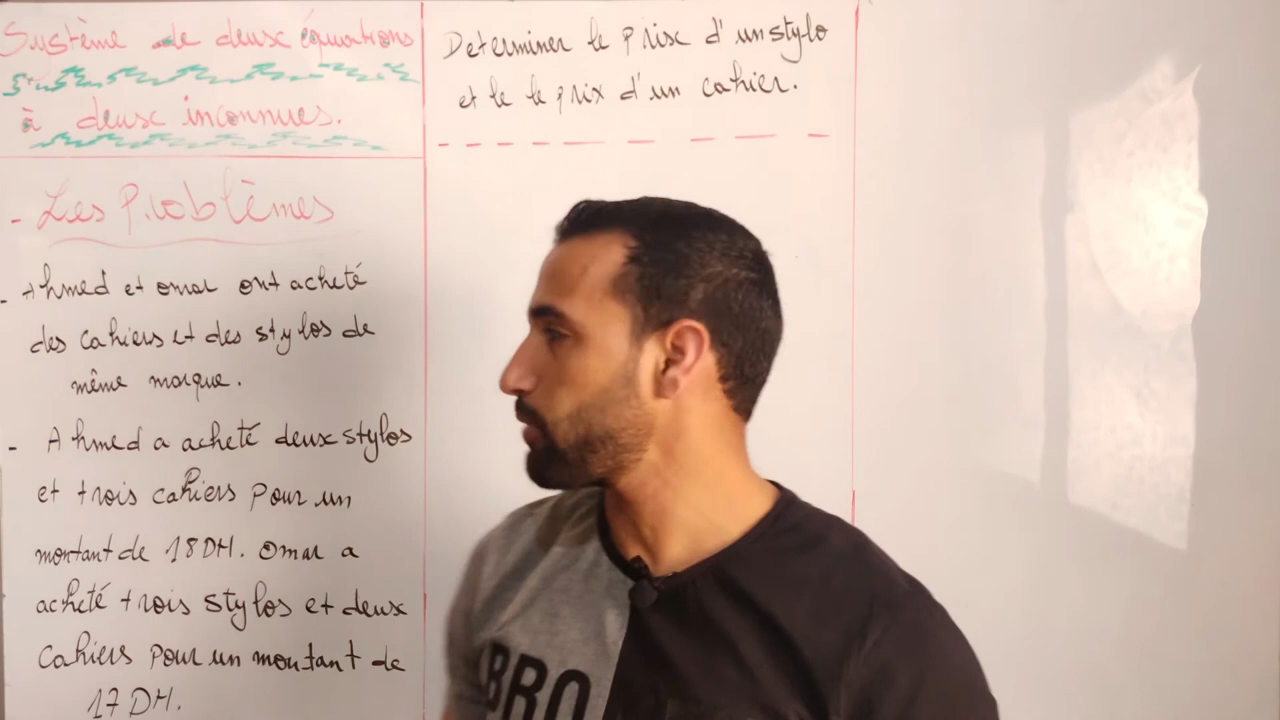 Système de deux équations
à deux inconnues.
- Les Problèmes
- Ahmed et omar ont acheté
des cahiers et des stylos de
même marque.
- Ahmed a acheté deux stylos
et trois cahiers pour un
montant de 18DH. Omar a
acheté trois stylos et deux
cahiers pour un montant de
17 DH.
Determiner le prix d'un stylo
et le le prix d'un cahier.
BRO